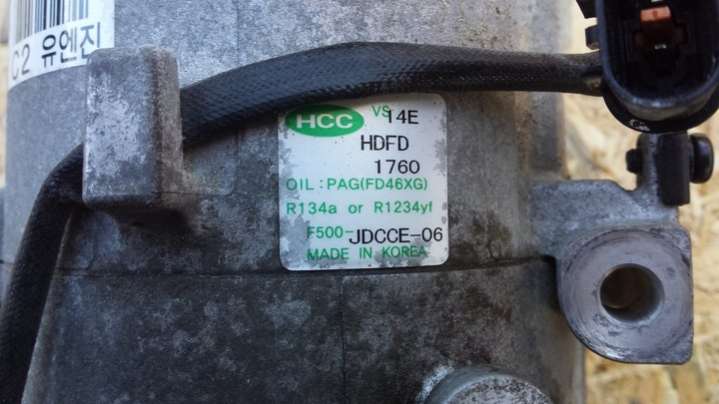 C2 유엔진
HCC VS14E
HDFD
1760
OIL : PAG(FD46XG)
R134a or R1234yf
F500-JDCCE-06
MADE IN KOREA